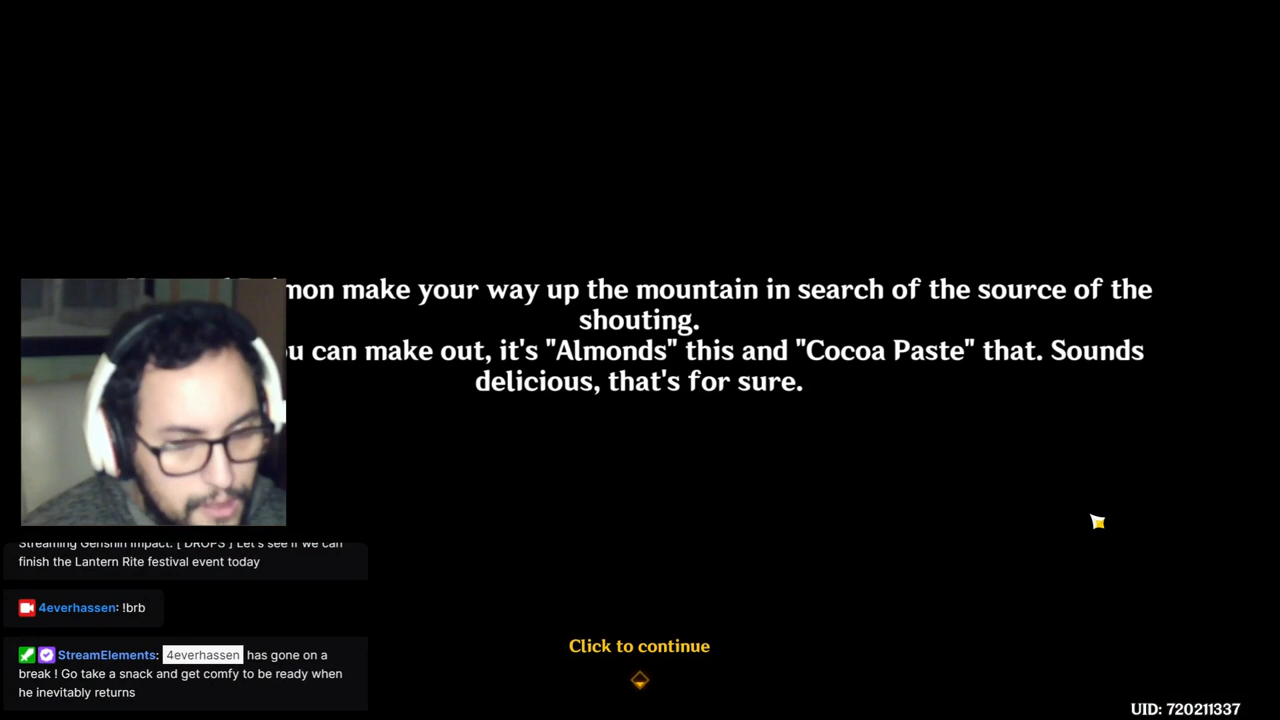 mon make your way up the mountain in search of the source of the
shouting.
u can make out, it's "Almonds" this and "Cocoa Paste" that. Sounds
delicious, that's for sure.
Streaming Genshin Impact. [ DROPS ] Let's see if we can
finish the Lantern Rite festival event today
4everhassen: !brb
StreamElements: 4everhassen has gone on a
break ! Go take a snack and get comfy to be ready when
he inevitably returns
Click to continue
UID: 720211337